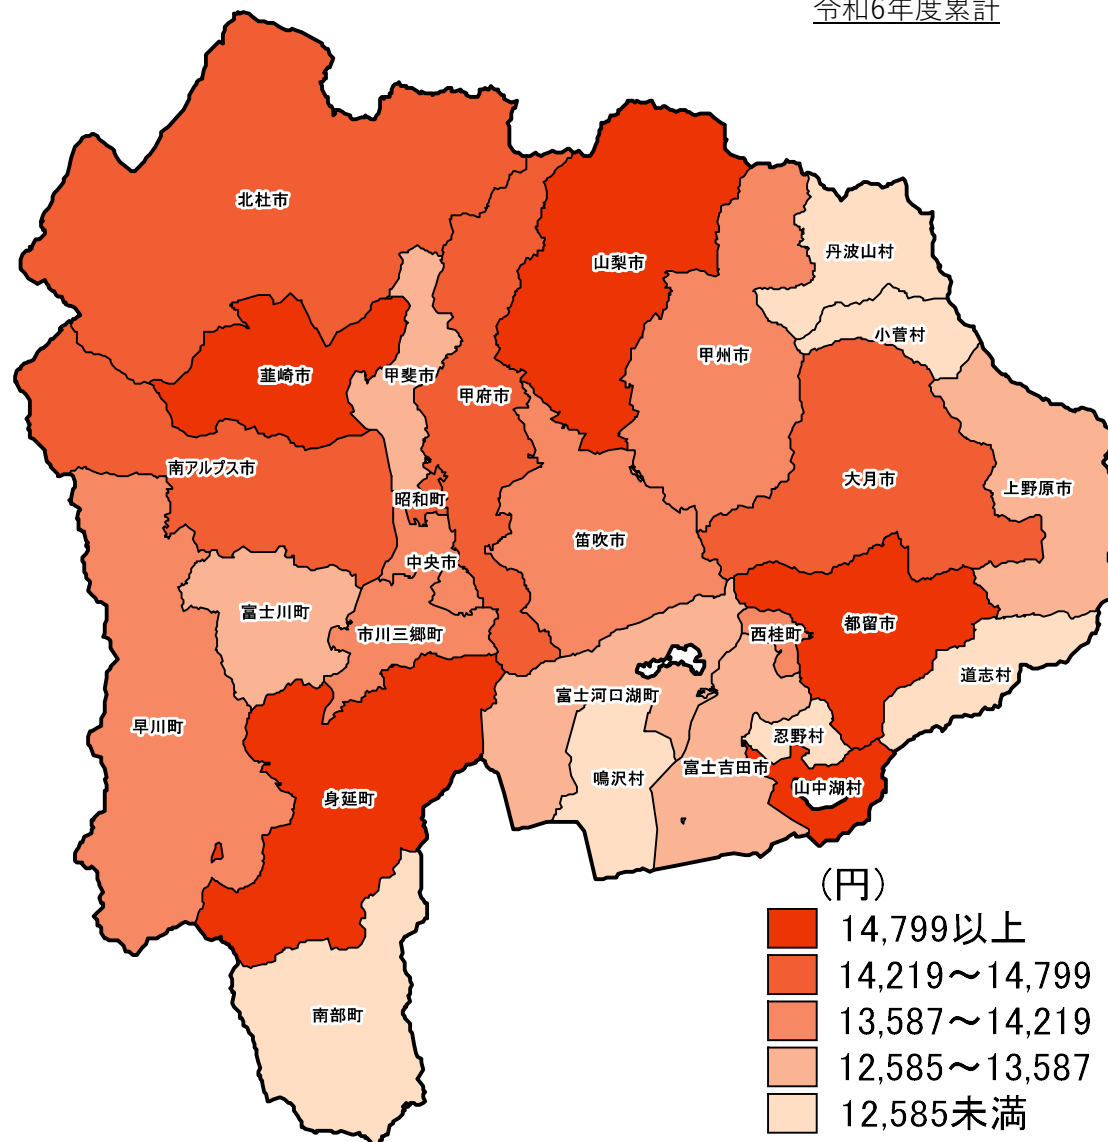 令和6年度累計
北杜市
山梨市
丹波山村
小菅村
甲州市
韮崎市
甲斐市
甲府市
南アルプス市
昭和町
大月市
上野原市
笛吹市
中央市
富士川町
市川三郷町
西桂町
都留市
道志村
富士河口湖町
早川町
忍野村
富士吉田市
鳴沢村
山中湖村
身延町
南部町
(円)
14,799以上
14,219～14,799
13,587～14,219
12,585～13,587
12,585未満